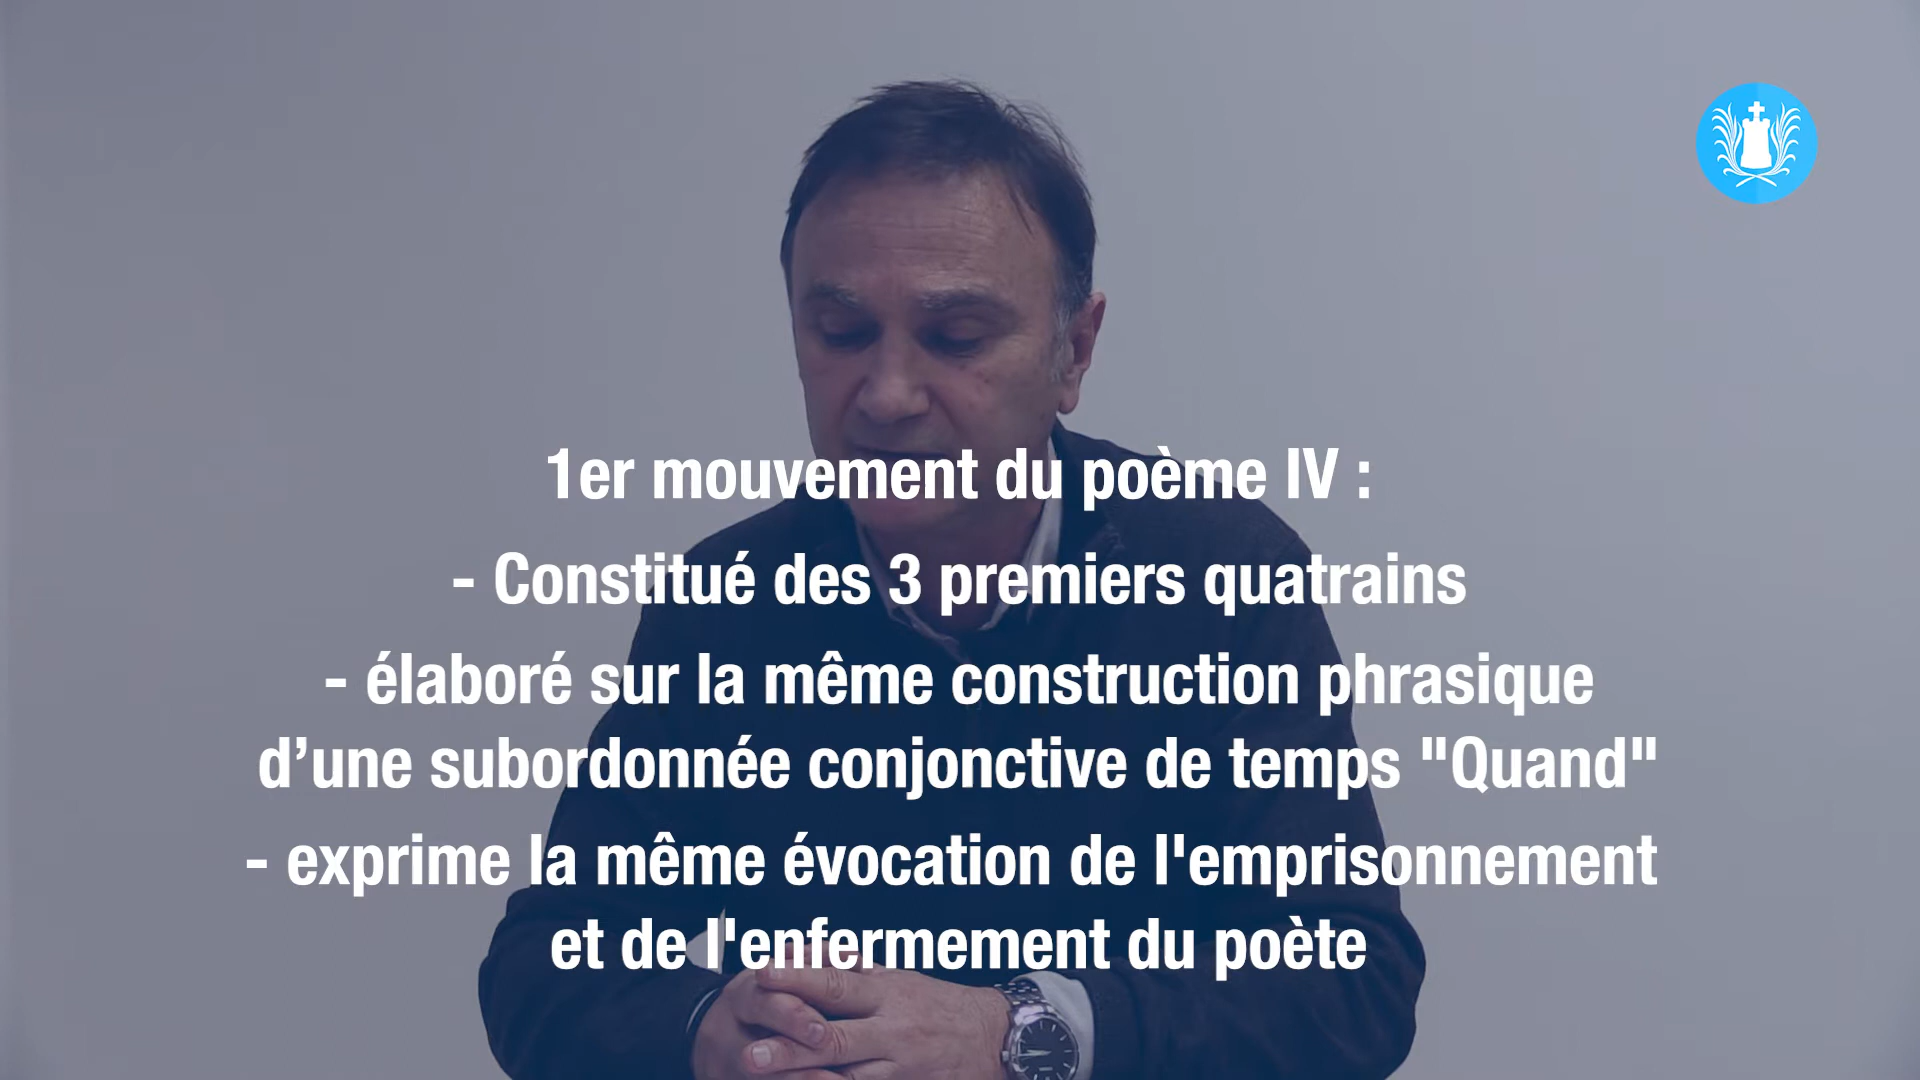 1er mouvement du poème IV :
- Constitué des 3 premiers quatrains
- élaboré sur la même construction phrasique
d’une subordonnée conjonctive de temps "Quand"
- exprime la même évocation de l'emprisonnement
et de l'enfermement du poète